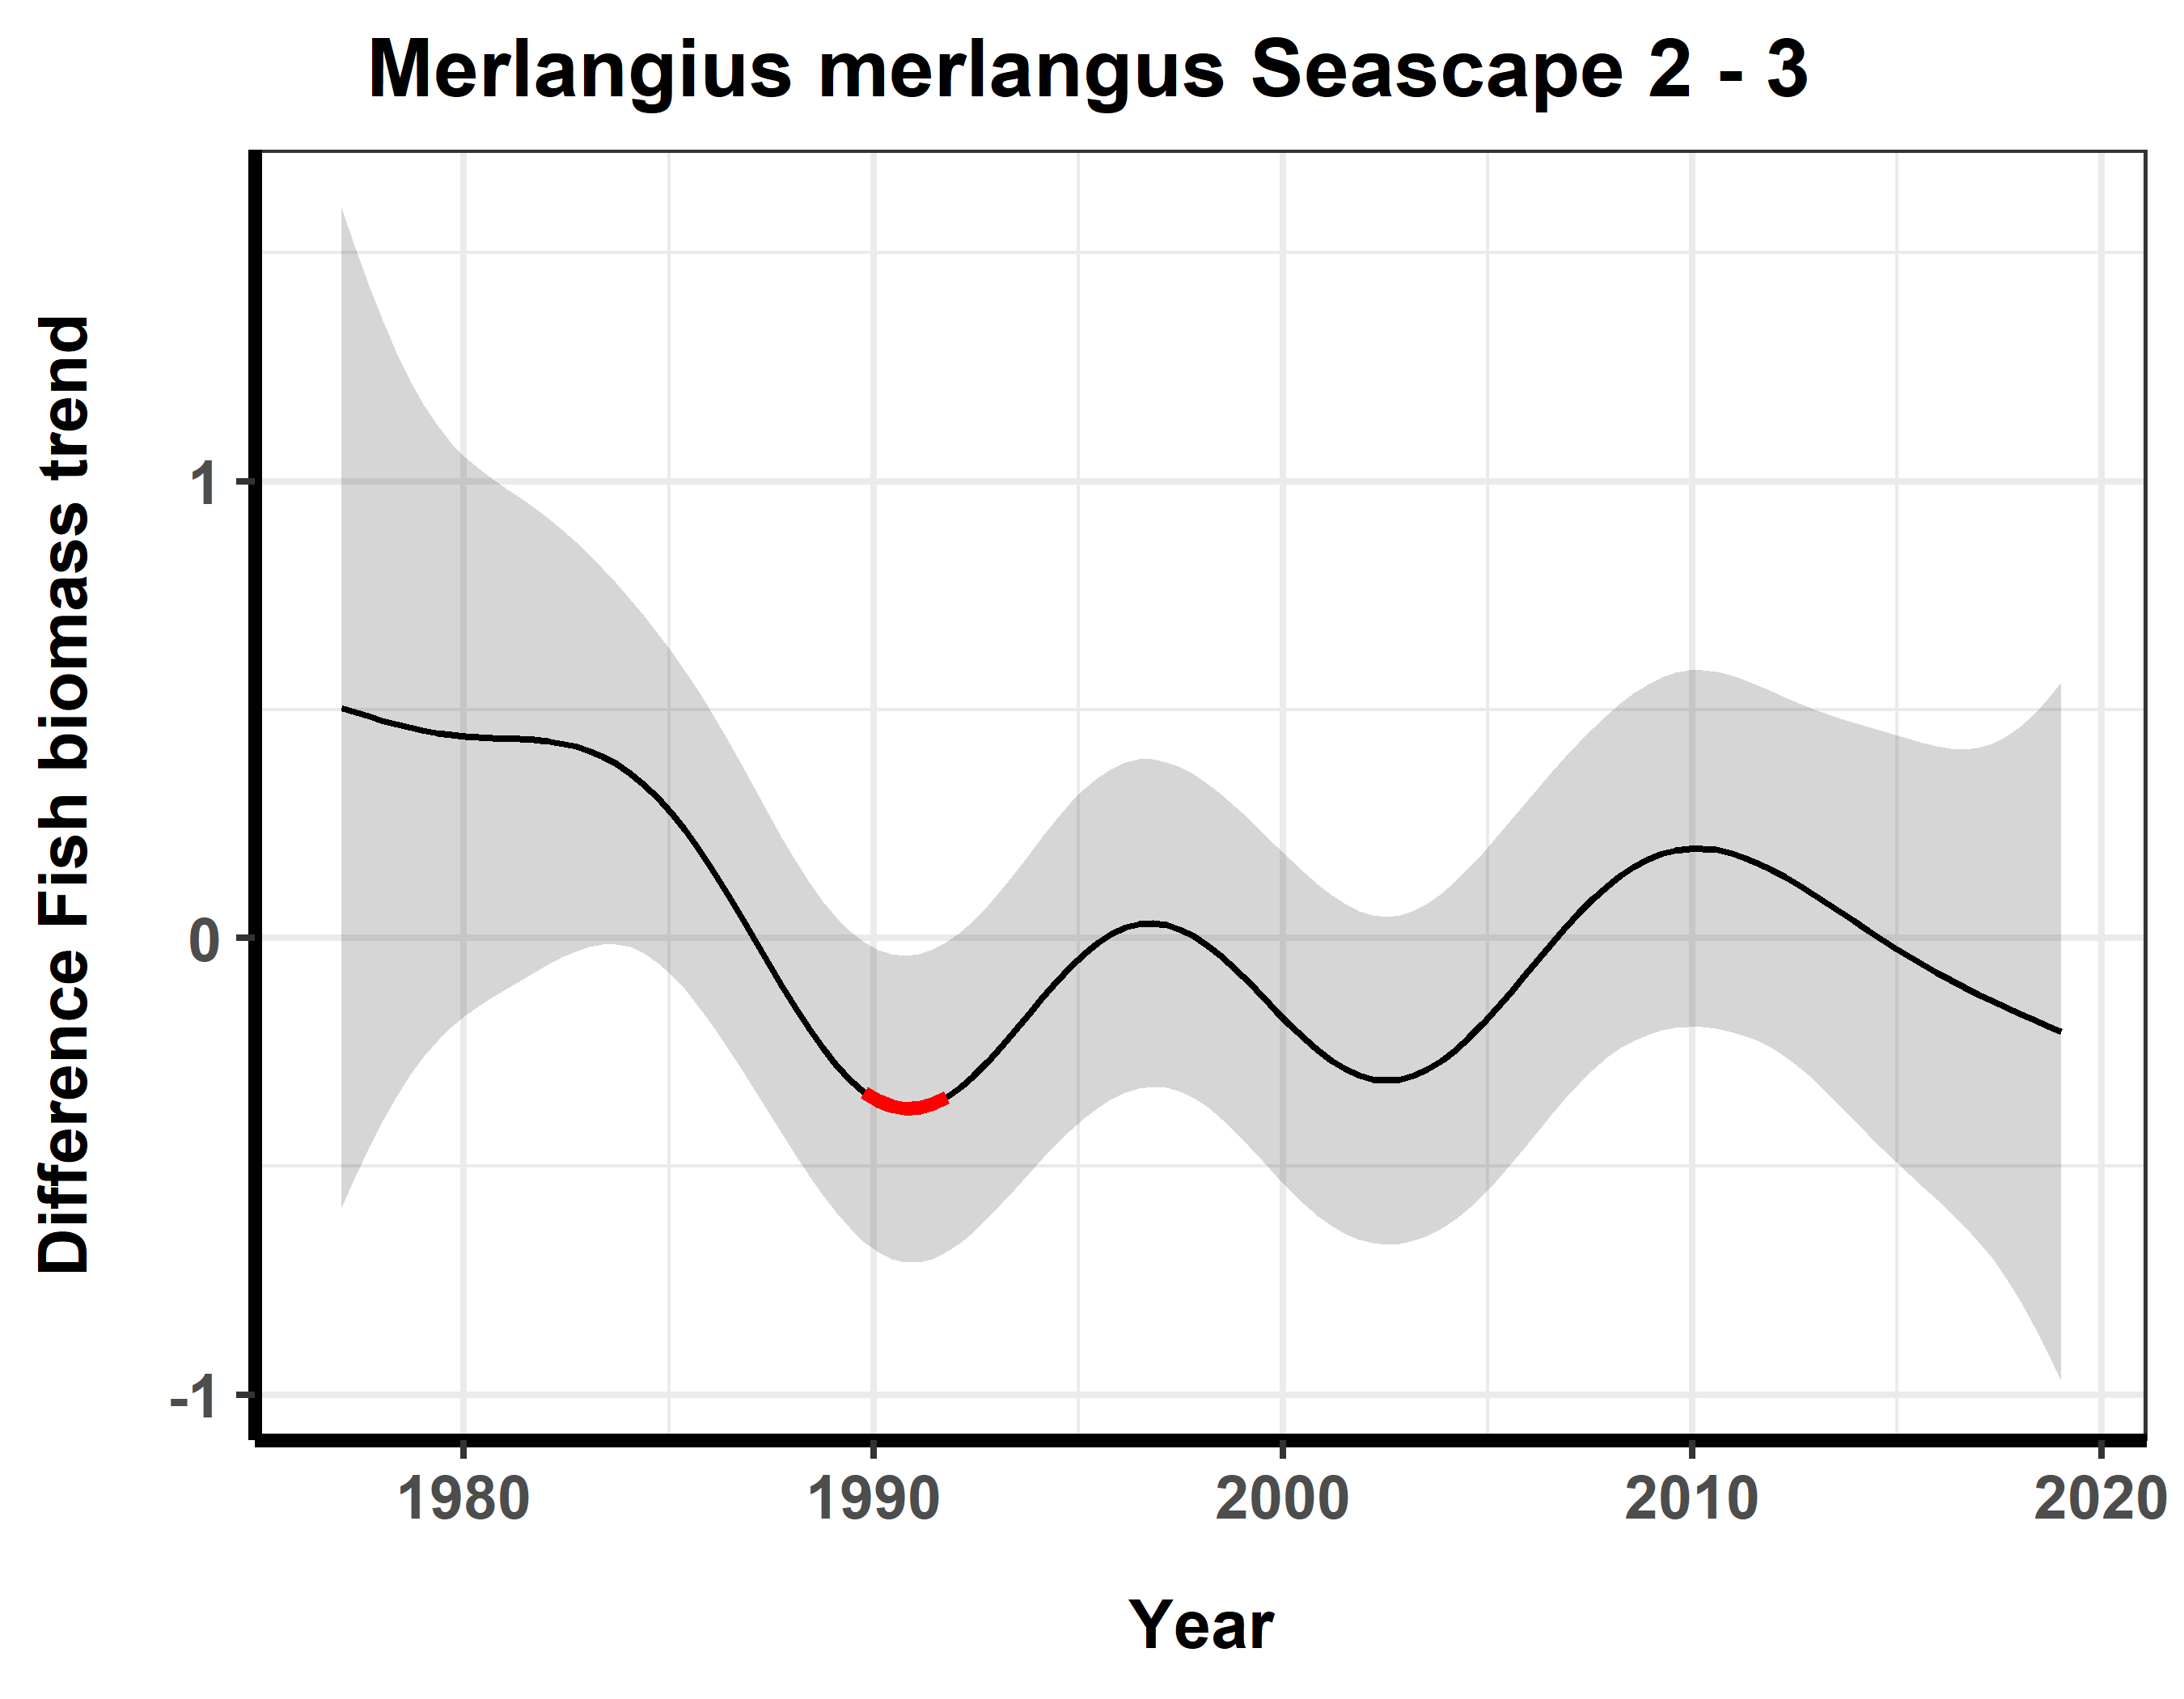 Merlangius merlangus Seascape 2 - 3
Difference Fish biomass trend
1
0
-1
1980 1990 2000 2010 2020
Year